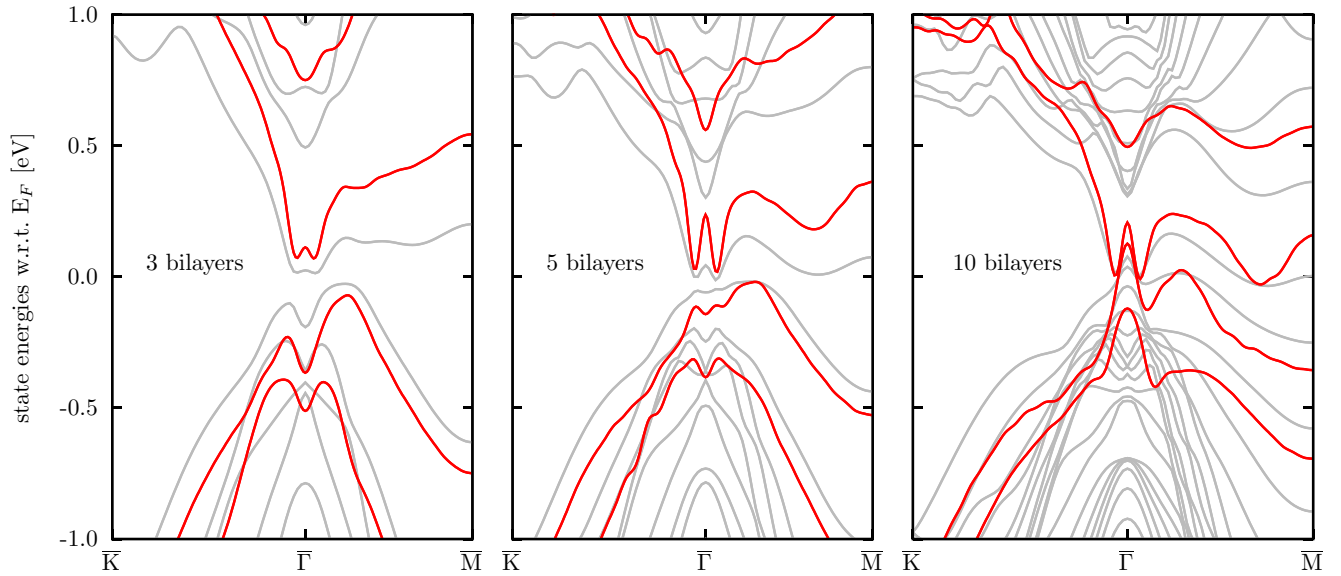 state energies w.r.t. E_F [eV]
1.0
0.5
0.0
-0.5
-1.0
3 bilayers
5 bilayers
10 bilayers
K̅ Γ̅ M̅ K̅ Γ̅ M̅ K̅ Γ̅ M̅